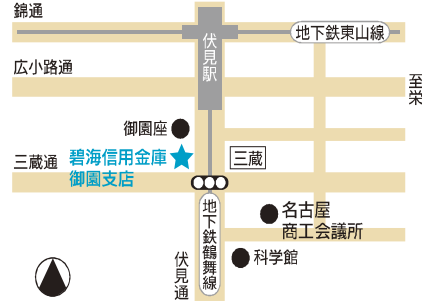 錦通
地下鉄東山線
伏見駅
広小路通
至栄
御園座
三蔵通
碧海信用金庫
御園支店
三蔵
地下鉄鶴舞線
名古屋
商工会議所
伏見通
科学館